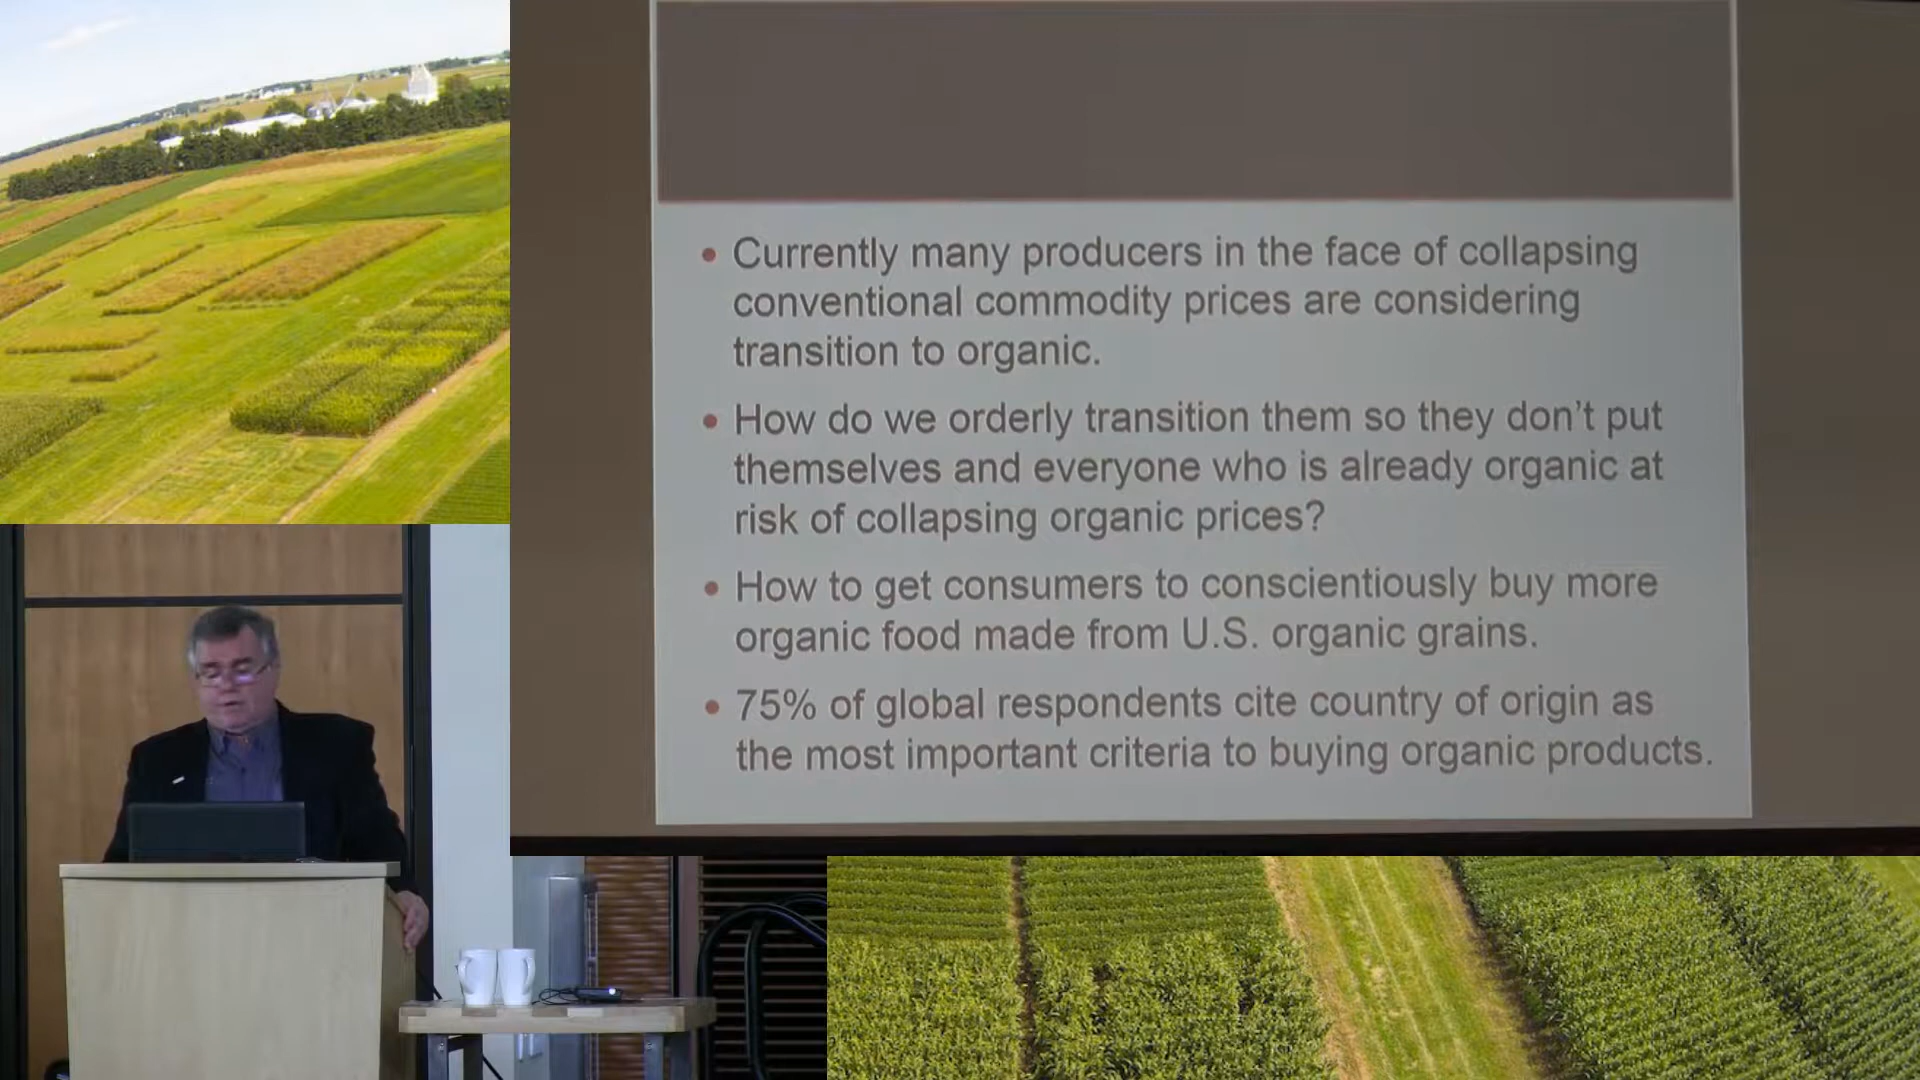 • Currently many producers in the face of collapsing
conventional commodity prices are considering
transition to organic.
• How do we orderly transition them so they don't put
themselves and everyone who is already organic at
risk of collapsing organic prices?
• How to get consumers to conscientiously buy more
organic food made from U.S. organic grains.
• 75% of global respondents cite country of origin as
the most important criteria to buying organic products.